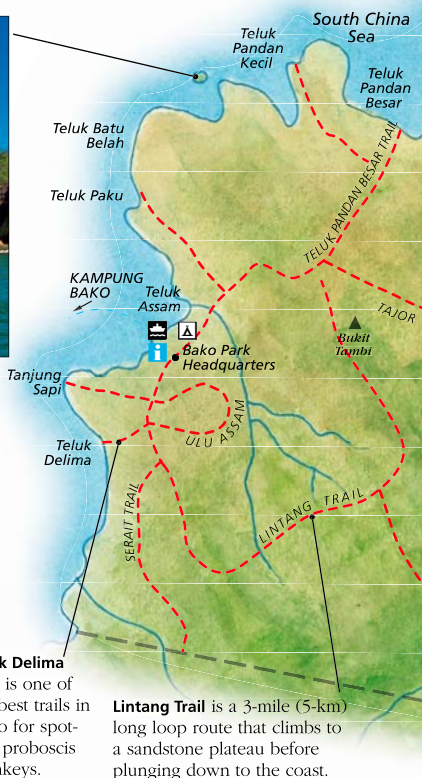 South China
Sea
Teluk
Pandan
Kecil
Teluk
Pandan
Besar
Teluk Batu
Belah
TELUK PANDAN BESAR TRAIL
Teluk Paku
KAMPUNG
BAKO
Teluk
Assam
TAJOR
Bukit
Tambi
i
Bako Park
Headquarters
Tanjung
Sapi
ULU ASSAM
Teluk
Delima
SERAIT TRAIL
LINTANG TRAIL
k Delima
is one of
best trails in
o for spot-
proboscis
nkeys.
Lintang Trail is a 3-mile (5-km)
long loop route that climbs to
a sandstone plateau before
plunging down to the coast.